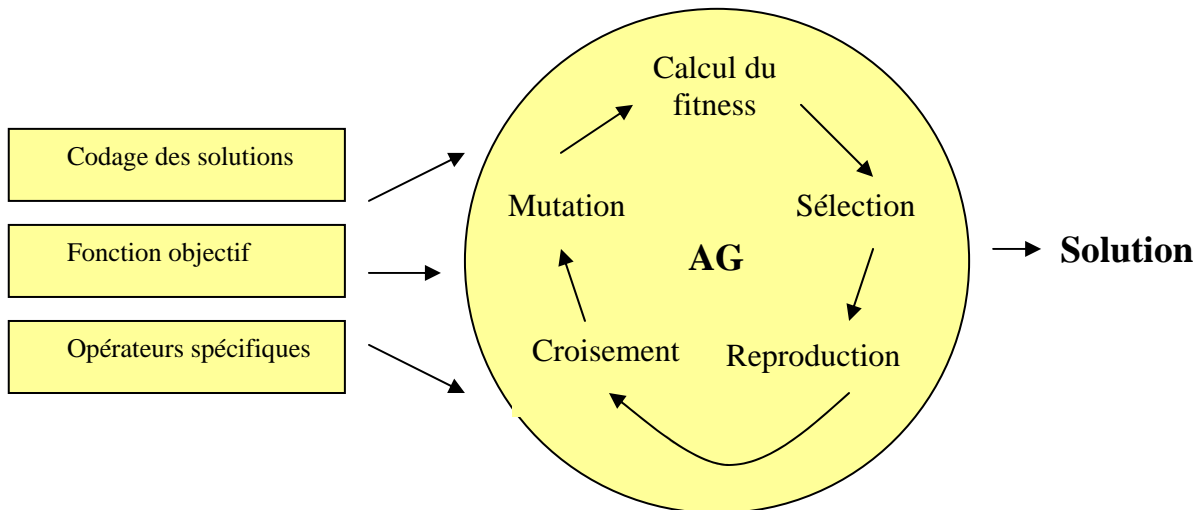 Codage des solutions
Fonction objectif
Opérateurs spécifiques
Calcul du
fitness
Mutation
Sélection
AG
Croisement
Reproduction
Solution